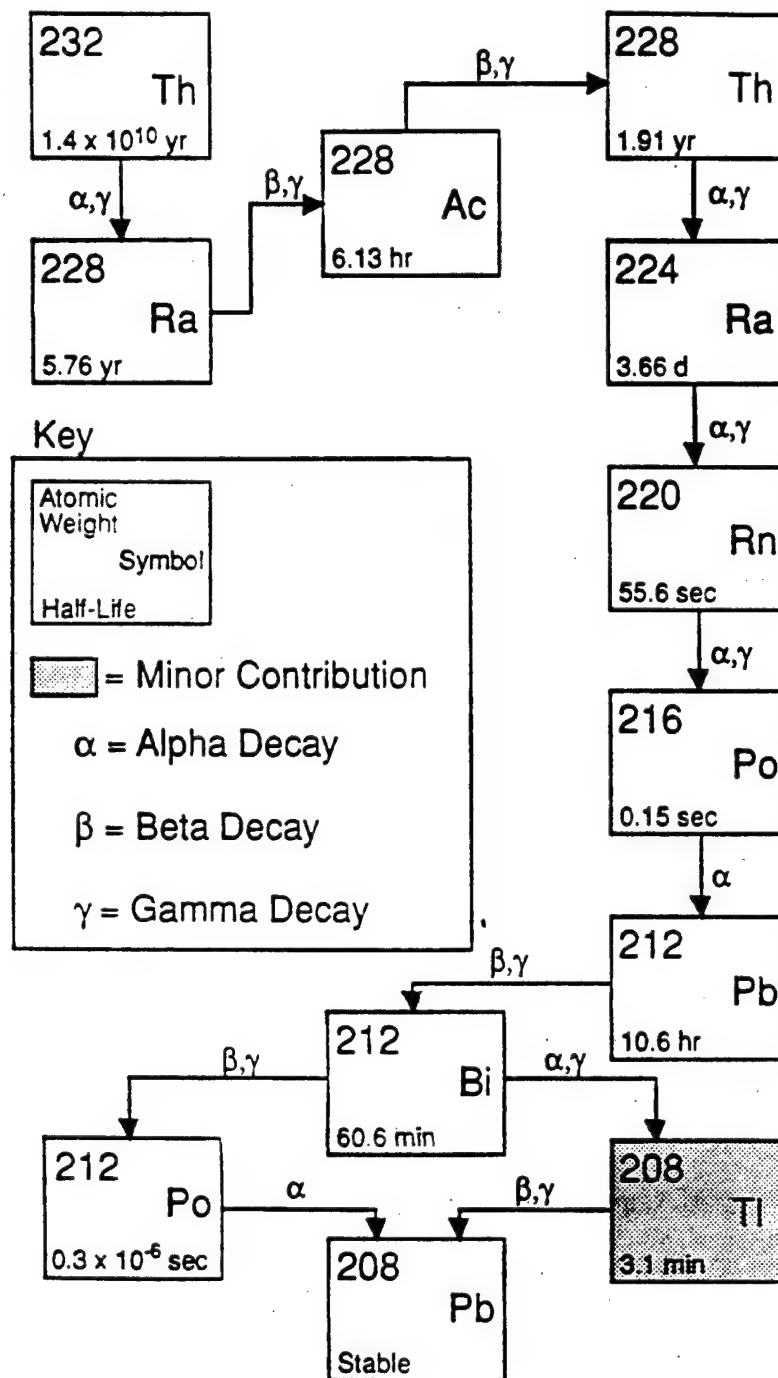 232
Th
1.4 x 10¹⁰ yr
α,γ
228
Ra
5.76 yr
β,γ
228
Ac
6.13 hr
β,γ
228
Th
1.91 yr
α,γ
224
Ra
3.66 d
α,γ
220
Rn
55.6 sec
α,γ
216
Po
0.15 sec
α
212
Pb
10.6 hr
β,γ
212
Bi
60.6 min
β,γ
α,γ
212
Po
0.3 x 10⁻⁶ sec
α
208
Tl
3.1 min
β,γ
208
Pb
Stable
Key
Atomic
Weight
Symbol
Half-Life
= Minor Contribution
α = Alpha Decay
β = Beta Decay
γ = Gamma Decay